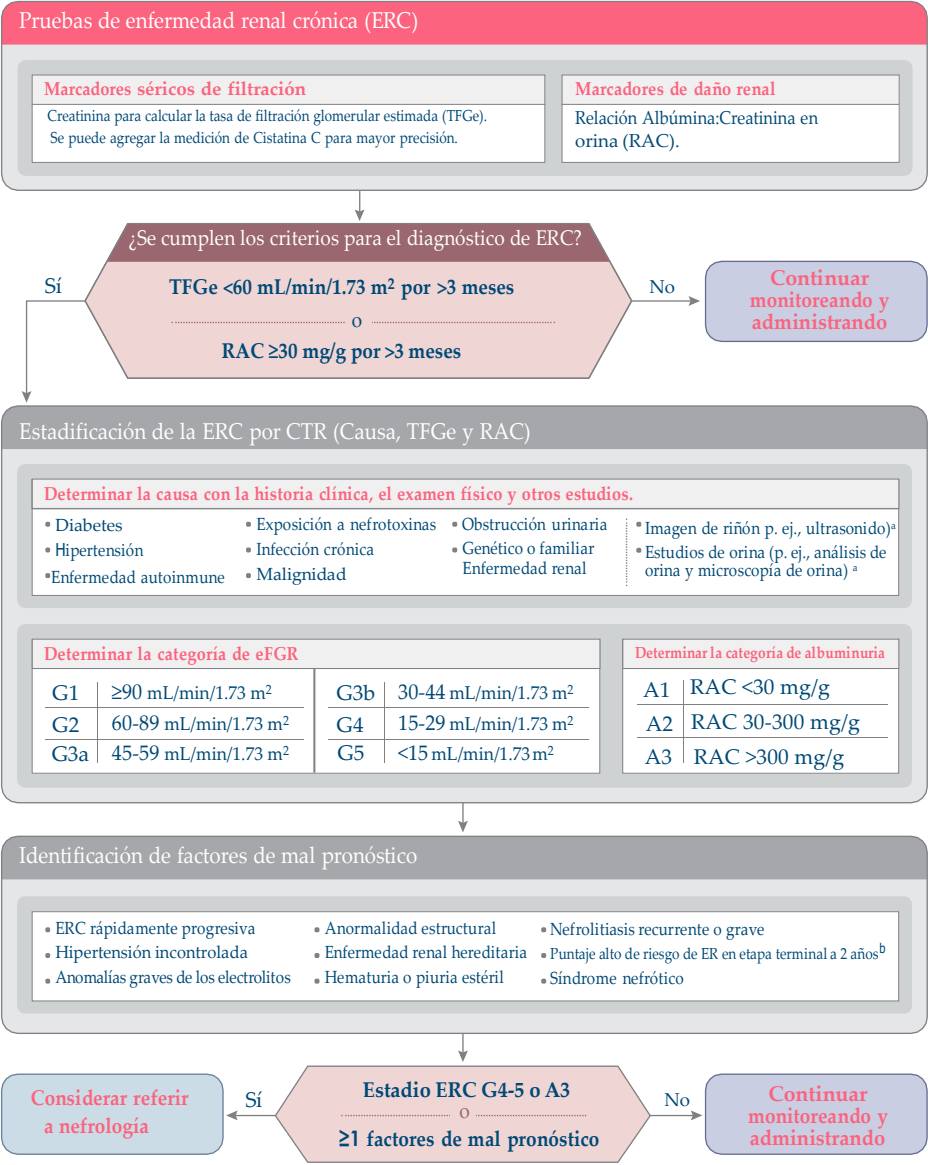 Pruebas de enfermedad renal crónica (ERC)
Marcadores séricos de filtración
Creatinina para calcular la tasa de filtración glomerular estimada (TFGe).
Se puede agregar la medición de Cistatina C para mayor precisión.
Marcadores de daño renal
Relación Albúmina:Creatinina en
orina (RAC).
¿Se cumplen los criterios para el diagnóstico de ERC?
TFGe <60 mL/min/1.73 m² por >3 meses
o
RAC ≥30 mg/g por >3 meses
Sí
No
Continuar
monitoreando y
administrando
Estadificación de la ERC por CTR (Causa, TFGe y RAC)
Determinar la causa con la historia clínica, el examen físico y otros estudios.
• Diabetes
• Hipertensión
• Enfermedad autoinmune
• Exposición a nefrotoxinas
• Infección crónica
• Malignidad
• Obstrucción urinaria
• Genético o familiar
Enfermedad renal
• Imagen de riñón p. ej., ultrasonido)ᵃ
• Estudios de orina (p. ej., análisis de
orina y microscopía de orina) ᵃ
Determinar la categoría de eFGR
G1 ≥90 mL/min/1.73 m²
G2 60-89 mL/min/1.73 m²
G3a 45-59 mL/min/1.73 m²
G3b 30-44 mL/min/1.73 m²
G4 15-29 mL/min/1.73 m²
G5 <15 mL/min/1.73 m²
Determinar la categoría de albuminuria
A1 RAC <30 mg/g
A2 RAC 30-300 mg/g
A3 RAC >300 mg/g
Identificación de factores de mal pronóstico
• ERC rápidamente progresiva
• Hipertensión incontrolada
• Anomalías graves de los electrolitos
• Anormalidad estructural
• Enfermedad renal hereditaria
• Hematuria o piuria estéril
• Nefrolitiasis recurrente o grave
• Puntaje alto de riesgo de ER en etapa terminal a 2 añosᵇ
• Síndrome nefrótico
Estadio ERC G4-5 o A3
o
≥1 factores de mal pronóstico
Sí
Considerar referir
a nefrología
No
Continuar
monitoreando y
administrando